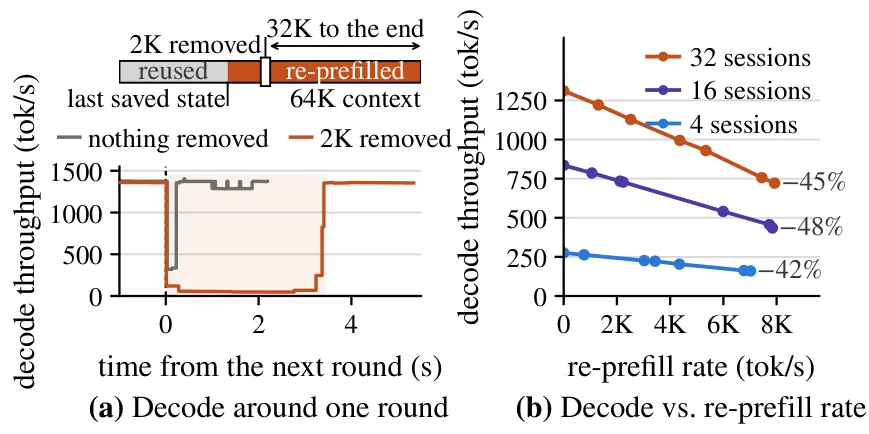 32K to the end
2K removed
reused
re-prefilled
last saved state
64K context
nothing removed
2K removed
decode throughput (tok/s)
1500
1000
500
0
0
2
4
time from the next round (s)
(a) Decode around one round
32 sessions
16 sessions
4 sessions
decode throughput (tok/s)
1250
1000
750
500
250
0
−45%
−48%
−42%
0
2K
4K
6K
8K
re-prefill rate (tok/s)
(b) Decode vs. re-prefill rate